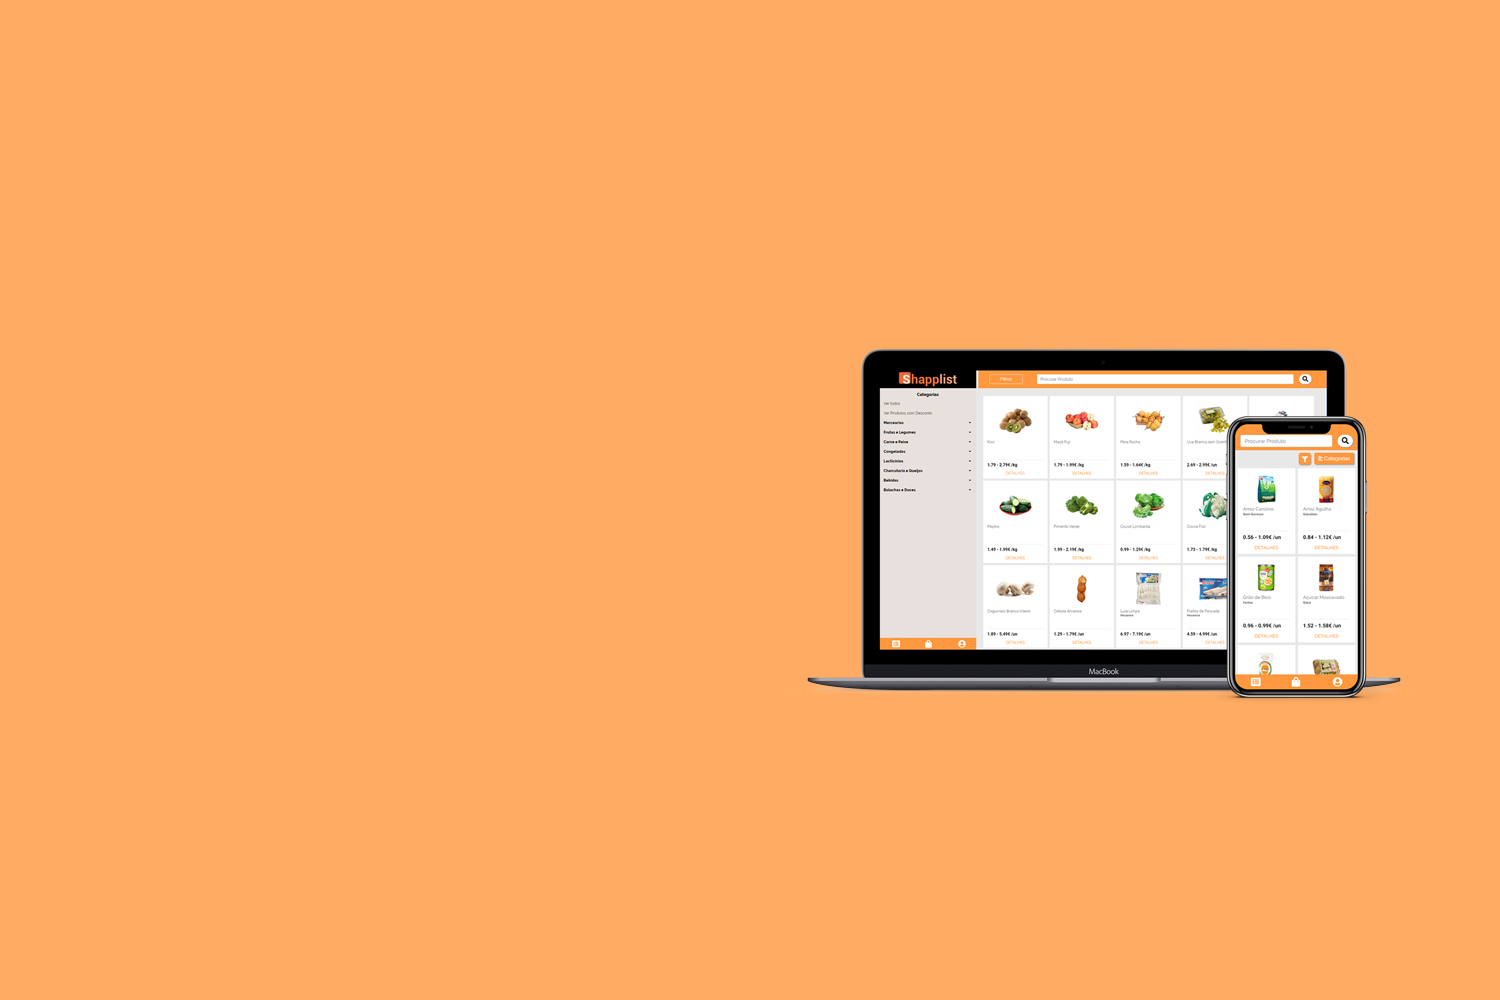 Shapplist
Filtros
Procurar Produto
Categorias
Ver todos
Ver Produtos com Desconto
Mercearias
Frutas e Legumes
Carne e Peixe
Congelados
Lacticínios
Charcutaria e Queijos
Bebidas
Bolachas e Doces
Kiwi
1.79 - 2.79€ /kg
DETALHES
Maçã Fuji
1.79 - 1.99€ /kg
DETALHES
Pêra Rocha
1.59 - 1.64€ /kg
DETALHES
Uva Branca sem
2.69 - 2.99€ /un
DETALHES
Pepino
1.49 - 1.99€ /kg
DETALHES
Pimento Verde
1.99 - 2.19€ /kg
DETALHES
Couve Lombarda
0.99 - 1.29€ /kg
DETALHES
Couve Flor
1.73 - 1.79€ /kg
DETALHES
Cogumelo Branco Inteiro
1.89 - 5.49€ /un
DETALHES
Cebola Amarela
1.29 - 1.79€ /un
DETALHES
Lula Limpa
Pescanova
6.97 - 7.19€ /un
DETALHES
Filetes de Pescada
Pescanova
4.59 - 4.99€ /un
DETALHES
MacBook
Procurar Produto
Categorias
Arroz Carolino
Bom Sucesso
0.56 - 1.09€ /un
DETALHES
Arroz Agulha
Saludães
0.84 - 1.12€ /un
DETALHES
Grão de Bico
Ferbar
0.96 - 0.99€ /un
DETALHES
Açúcar Mascavado
Sidul
1.52 - 1.58€ /un
DETALHES